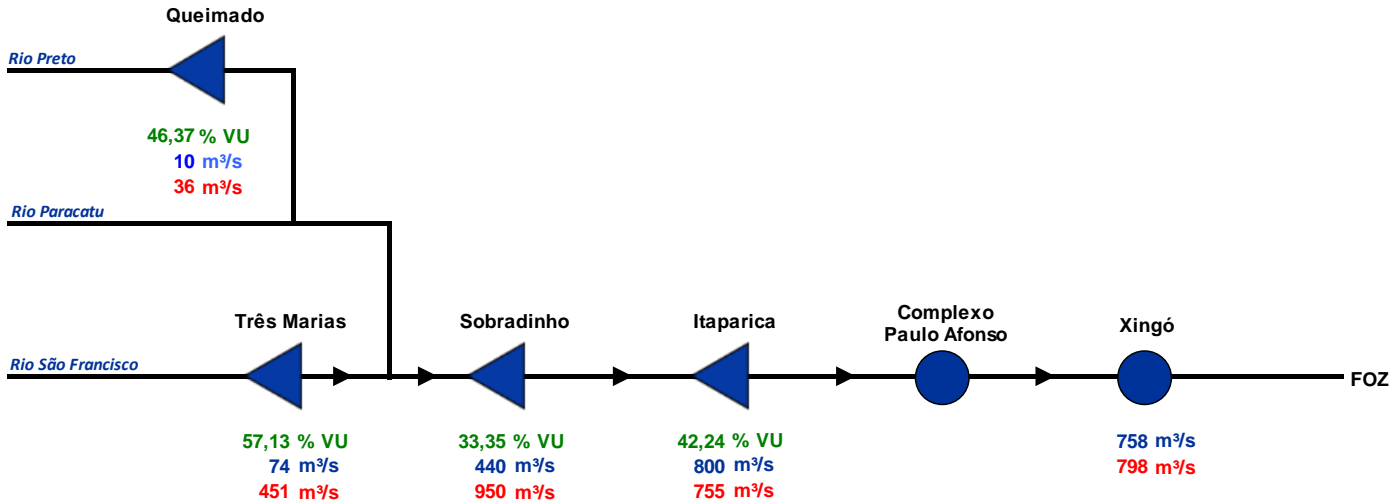 Queimado
Rio Preto
46,37 % VU
10 m³/s
36 m³/s
Rio Paracatu
Três Marias
Sobradinho
Itaparica
Complexo
Paulo Afonso
Xingó
Rio São Francisco
FOZ
57,13 % VU
74 m³/s
451 m³/s
33,35 % VU
440 m³/s
950 m³/s
42,24 % VU
800 m³/s
755 m³/s
758 m³/s
798 m³/s